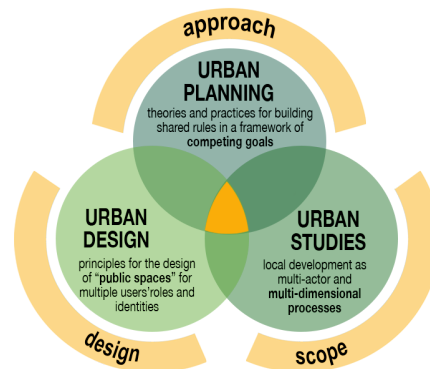 approach
URBAN
PLANNING
theories and practices for building
shared rules in a framework of
competing goals
URBAN
DESIGN
principles for the design
of "public spaces" for
multiple users'roles and
identities
URBAN
STUDIES
local development as
multi-actor and
multi-dimensional
processes
design
scope